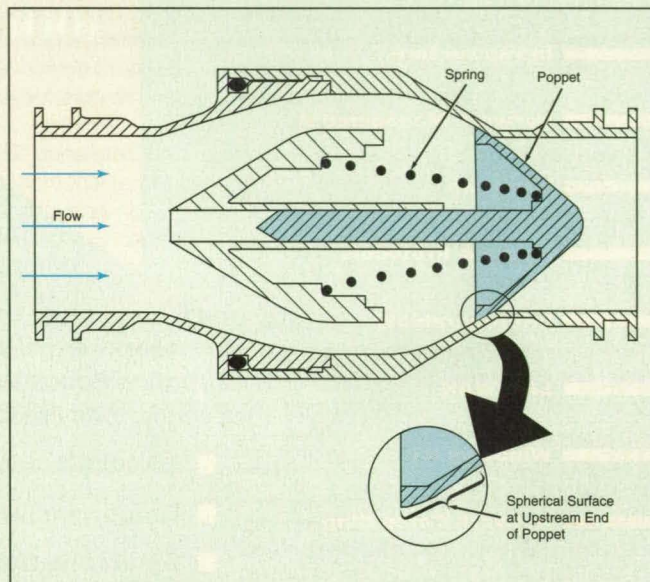 Spring
Poppet
Flow
Spherical Surface
at Upstream End
of Poppet